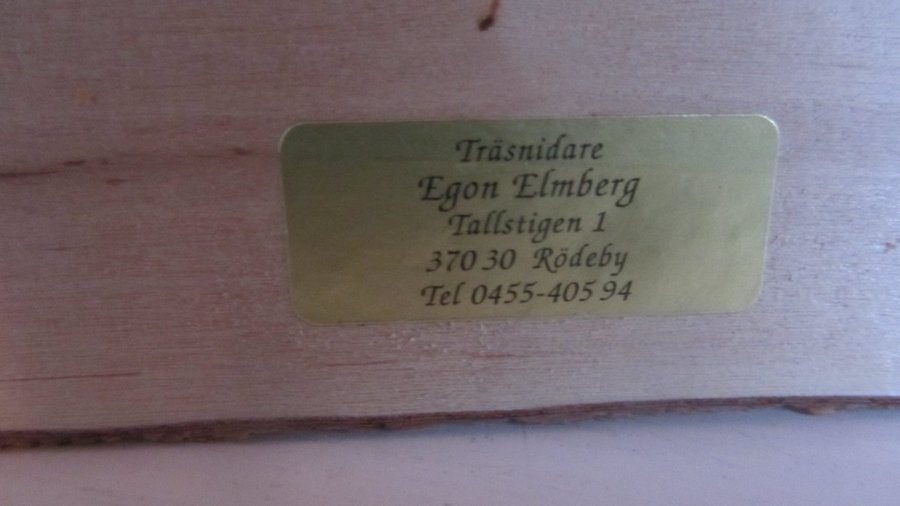 Träsnidare
Egon Elmberg
Tallstigen 1
370 30 Rödeby
Tel 0455-405 94